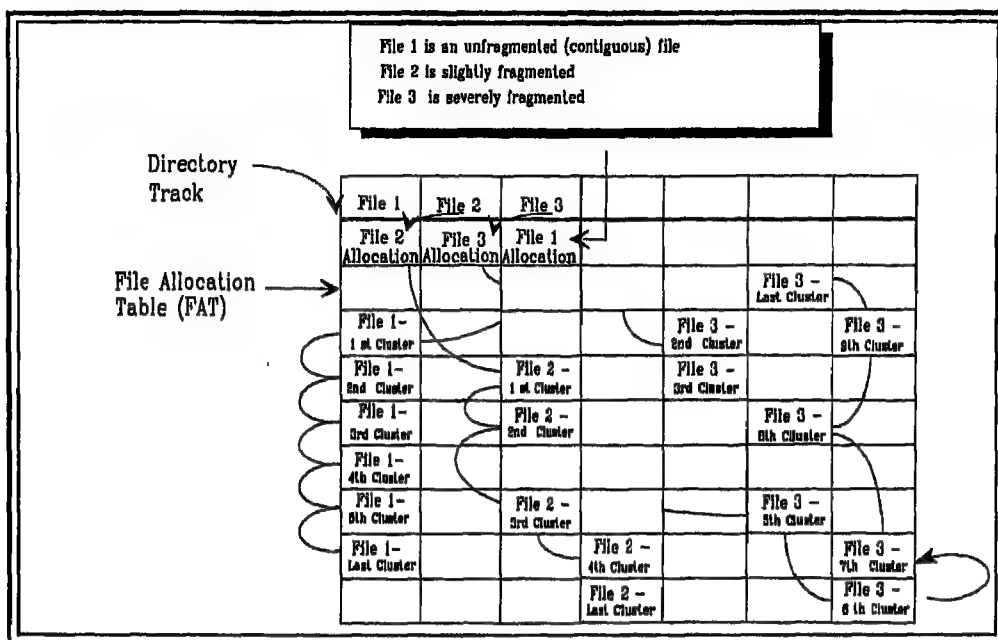 File 1 is an unfragmented (contiguous) file
File 2 is slightly fragmented
File 3 is severely fragmented
Directory
Track
File 1 File 2 File 3
File 2
Allocation
File 3
Allocation
File 1
Allocation
File Allocation
Table (FAT)
File 3 -
Last Cluster
File 1-
1 st Cluster
File 3 -
2nd Cluster
File 3 -
9th Cluster
File 1-
2nd Cluster
File 2 -
1 st Cluster
File 3 -
3rd Cluster
File 1-
3rd Cluster
File 2 -
2nd Cluster
File 3 -
8th Cluster
File 1-
4th Cluster
File 1-
5th Cluster
File 2 -
3rd Cluster
File 3 -
5th Cluster
File 1-
Last Cluster
File 2 -
4th Cluster
File 3 -
7th Cluster
File 2 -
Last Cluster
File 3 -
6 th Cluster